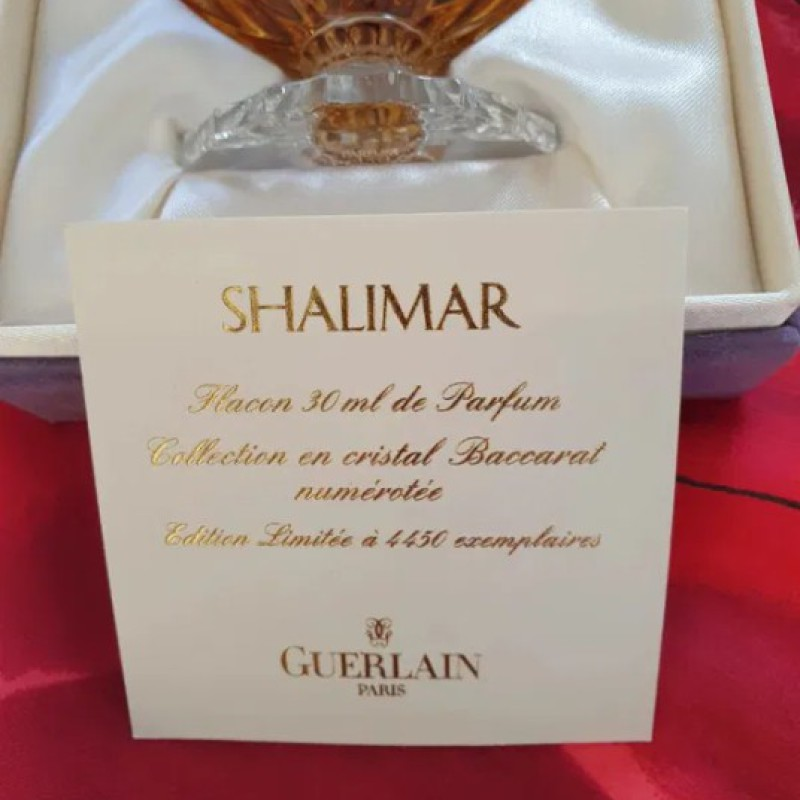 SHALIMAR
Flacon 30 ml de Parfum
Collection en cristal Baccarat
numérotée
Edition Limitée à 4450 exemplaires
GUERLAIN
PARIS